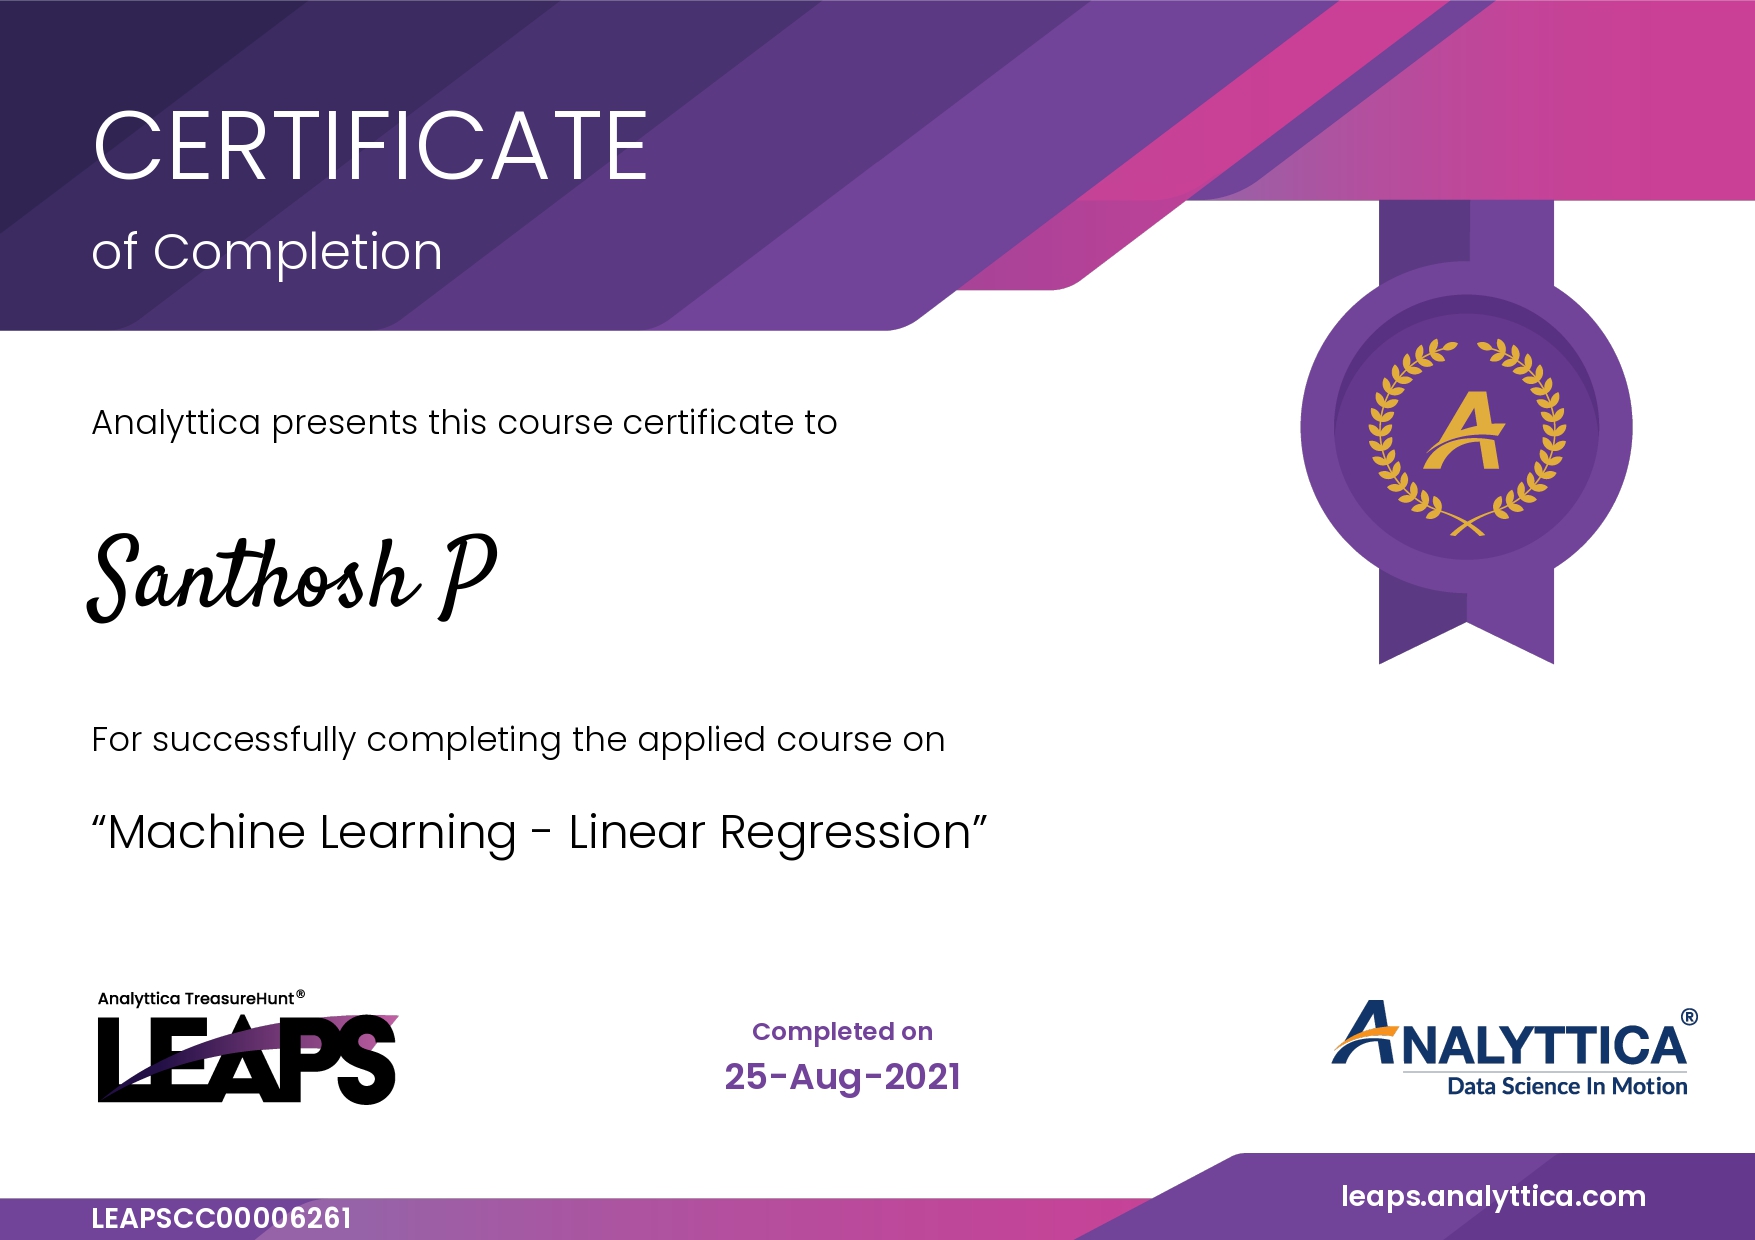 CERTIFICATE
of Completion
Analyttica presents this course certificate to
Santhosh P
For successfully completing the applied course on
“Machine Learning - Linear Regression”
Analyttica TreasureHunt®
LEAPS
Completed on
25-Aug-2021
ANALYTTICA®
Data Science In Motion
leaps.analyttica.com
LEAPSCC00006261